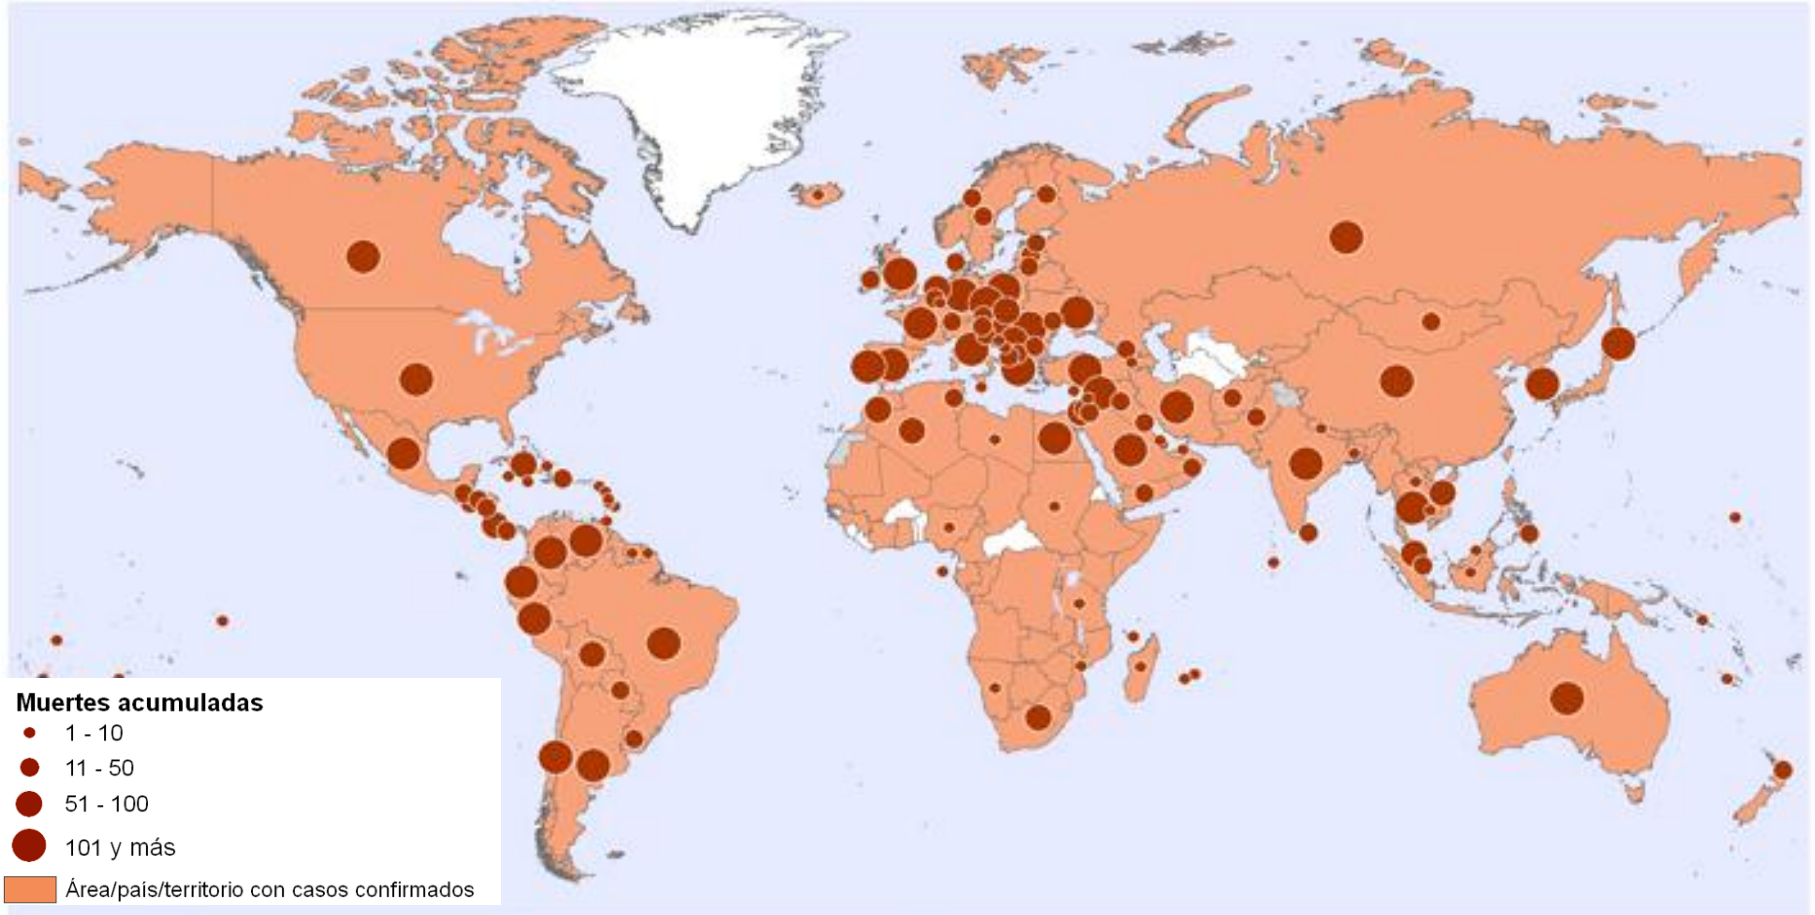 Muertes acumuladas
1 - 10
11 - 50
51 - 100
101 y más
Área/país/territorio con casos confirmados